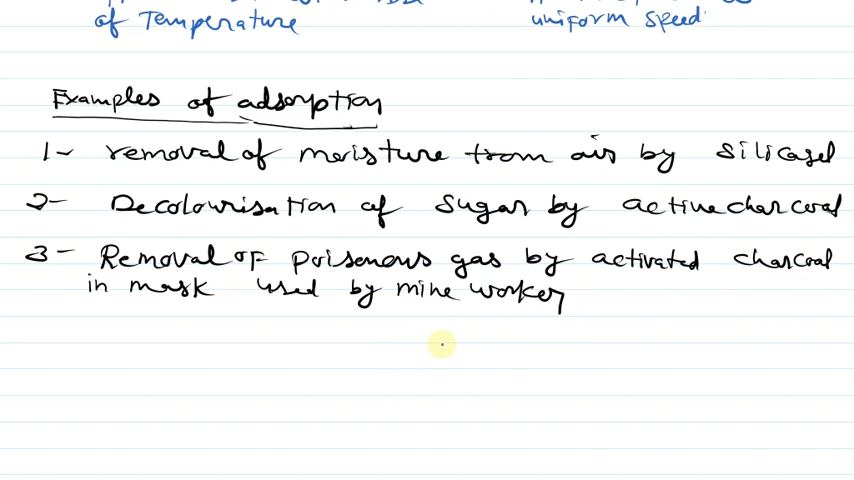 of Temperature
uniform speed
Examples of adsorption
1- removal of moisture from air by silicagel
2- Decolourisation of sugar by active charcoal
3- Removal of poisonous gas by activated charcoal
in mask used by mine worker